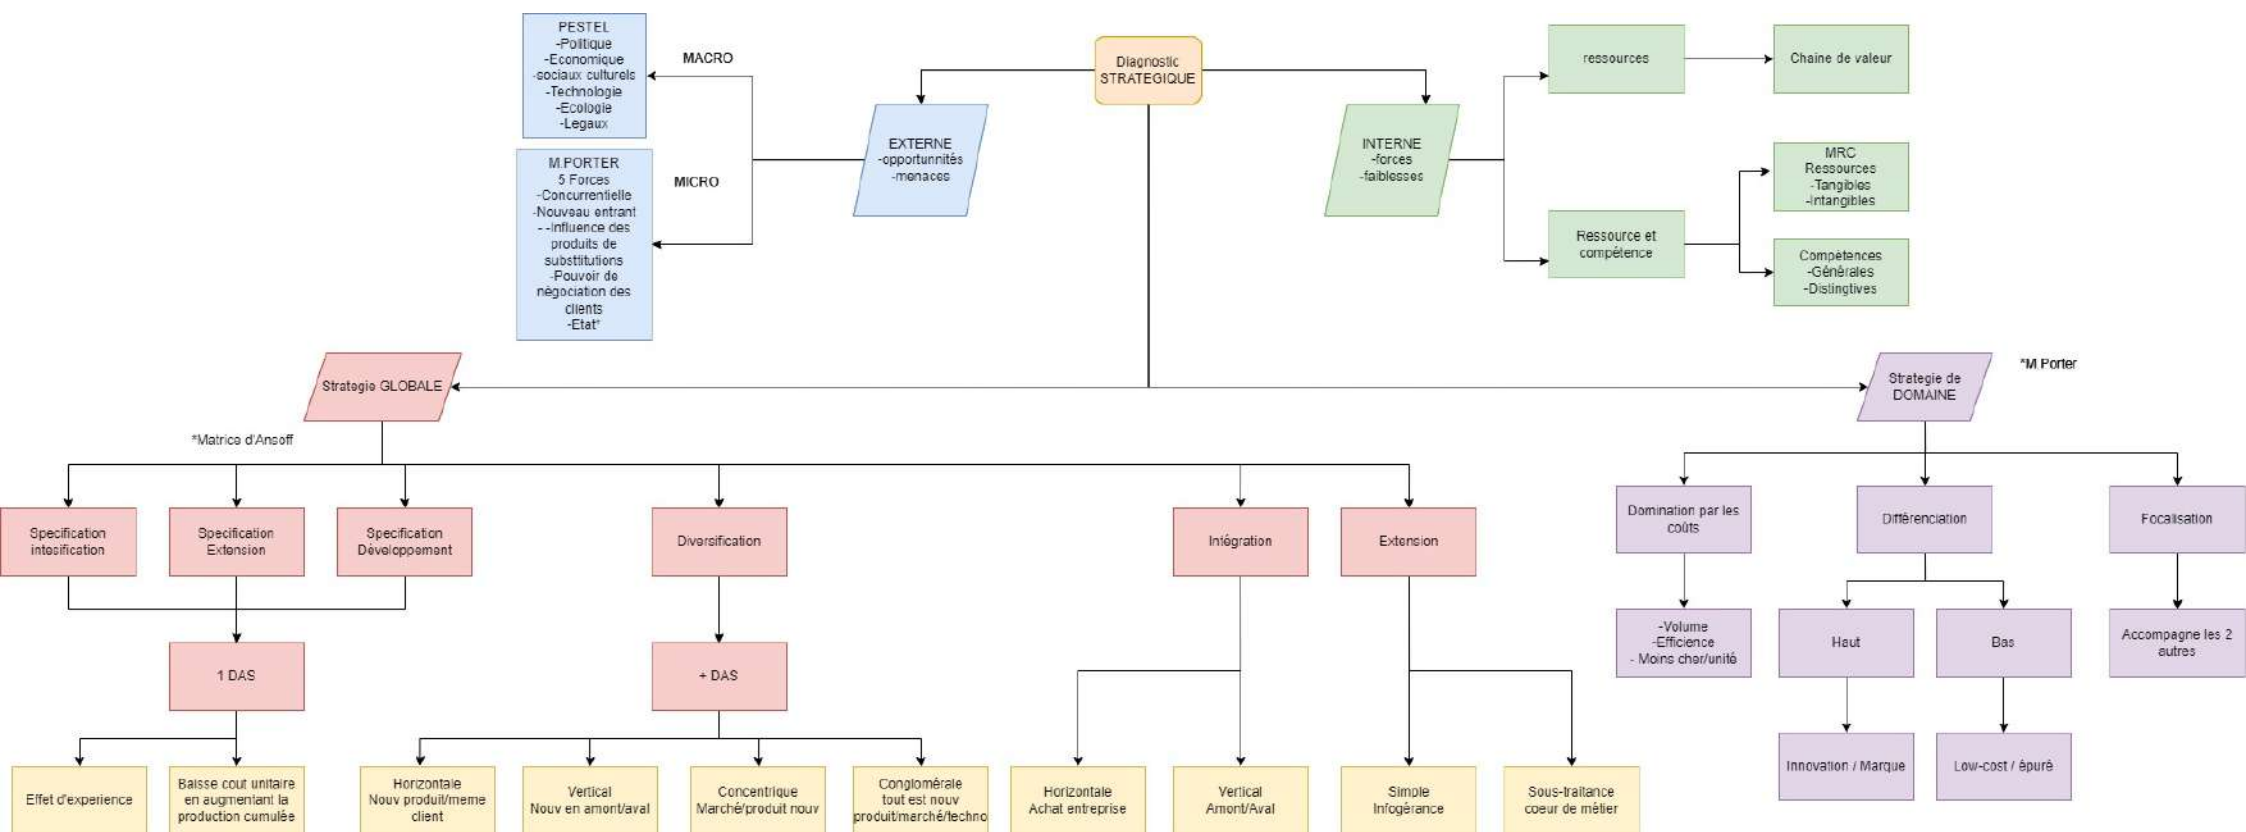 PESTEL
-Politique
-Economique
-sociaux culturels
-Technologie
-Ecologie
-Legaux
MACRO
Diagnostic
STRATEGIQUE
ressources
Chaine de valeur
M.PORTER
5 Forces
-Concurrentielle
-Nouveau entrant
- -Influence des
produits de
substtitutions
-Pouvoir de
négociation des
clients
-Etat*
MICRO
EXTERNE
-opportunnités
-menaces
INTERNE
-forces
-faiblesses
MRC
Ressources
-Tangibles
-Intangibles
Ressource et
compétence
Compétences
-Générales
-Distingtives
Strategie GLOBALE
Strategie de
DOMAINE
*M.Porter
*Matrice d'Ansoff
Specification
intesification
Specification
Extension
Specification
Développement
Diversification
Intégration
Extension
Domination par les
coûts
Différenciation
Focalisation
1 DAS
+ DAS
-Volume
-Efficience
- Moins cher/unité
Haut
Bas
Accompagne les 2
autres
Effet d'experience
Baisse cout unitaire
en augmentant la
production cumulée
Horizontale
Nouv produit/meme
client
Vertical
Nouv en amont/aval
Concentrique
Marché/produit nouv
Conglomérale
tout est nouv
produit/marché/techno
Horizontale
Achat entreprise
Vertical
Amont/Aval
Simple
Infogérance
Sous-traitance
coeur de métier
Innovation / Marque
Low-cost / épuré